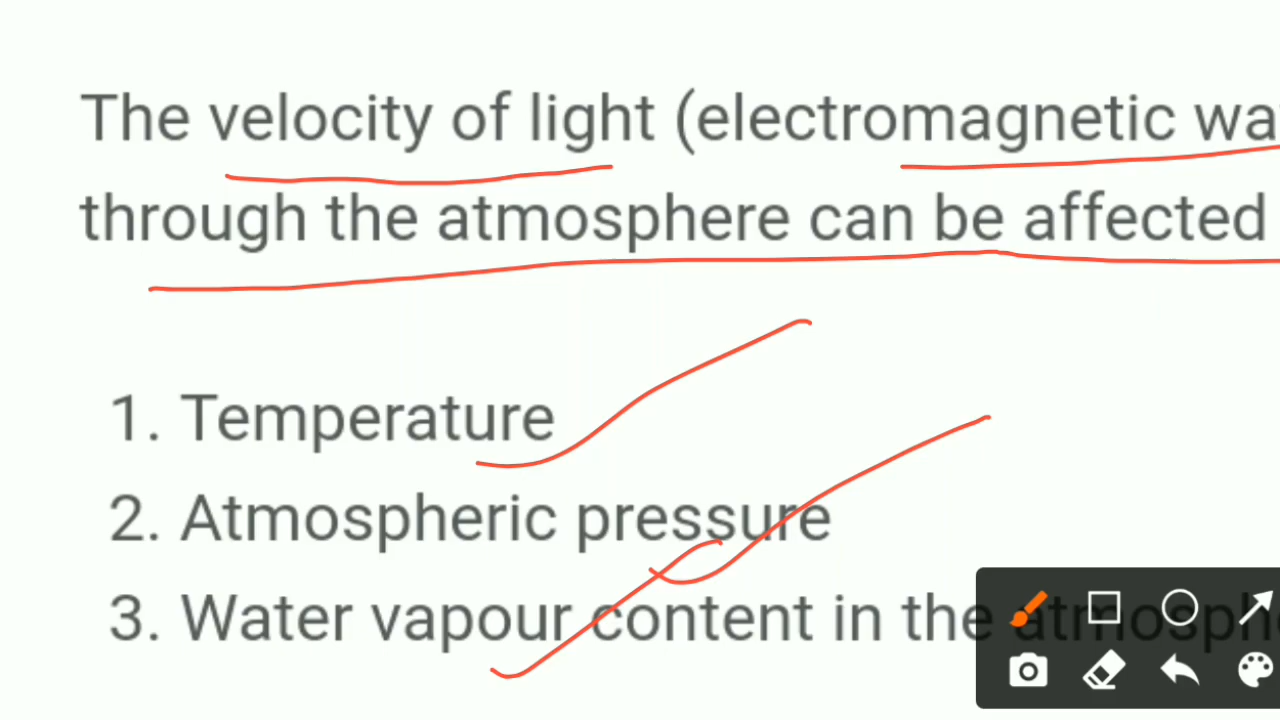 The velocity of light (electromagnetic wa
through the atmosphere can be affected
1. Temperature
2. Atmospheric pressure
3. Water vapour content in the atmosph